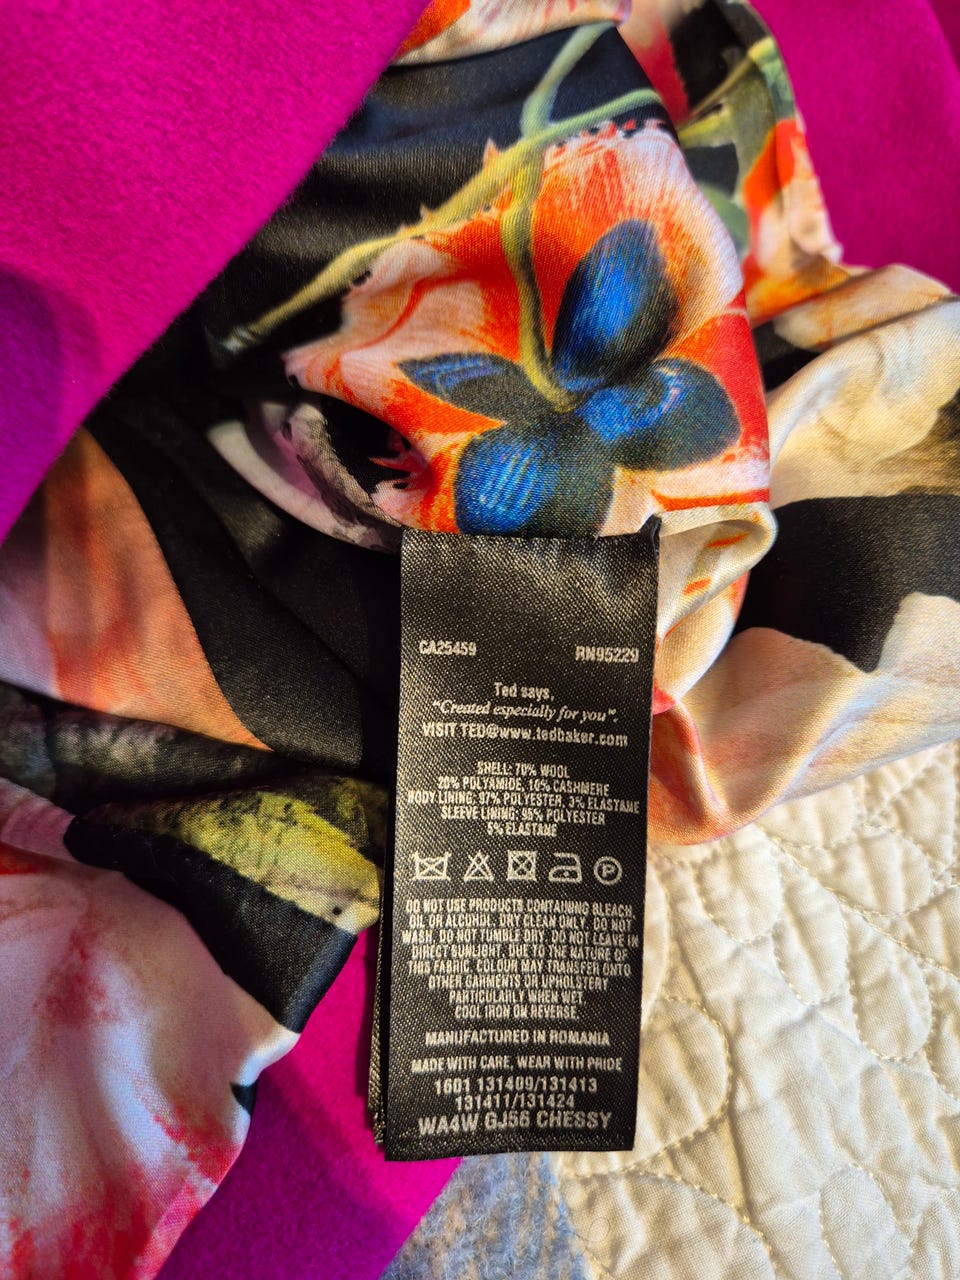 CA25459 RN95229
Ted says,
"Created especially for you".
VISIT TED@www.tedbaker.com
SHELL: 70% WOOL
20% POLYAMIDE, 10% CASHMERE
BODY LINING: 97% POLYESTER, 3% ELASTANE
SLEEVE LINING: 95% POLYESTER
5% ELASTANE
P
DO NOT USE PRODUCTS CONTAINING BLEACH,
OIL OR ALCOHOL. DRY CLEAN ONLY. DO NOT
WASH. DO NOT TUMBLE DRY. DO NOT LEAVE IN
DIRECT SUNLIGHT. DUE TO THE NATURE OF
THIS FABRIC, COLOUR MAY TRANSFER ONTO
OTHER GARMENTS OR UPHOLSTERY
PARTICULARLY WHEN WET.
COOL IRON ON REVERSE.
MANUFACTURED IN ROMANIA
MADE WITH CARE, WEAR WITH PRIDE
1601 131409/131413
131411/131424
WA4W GJ56 CHESSY